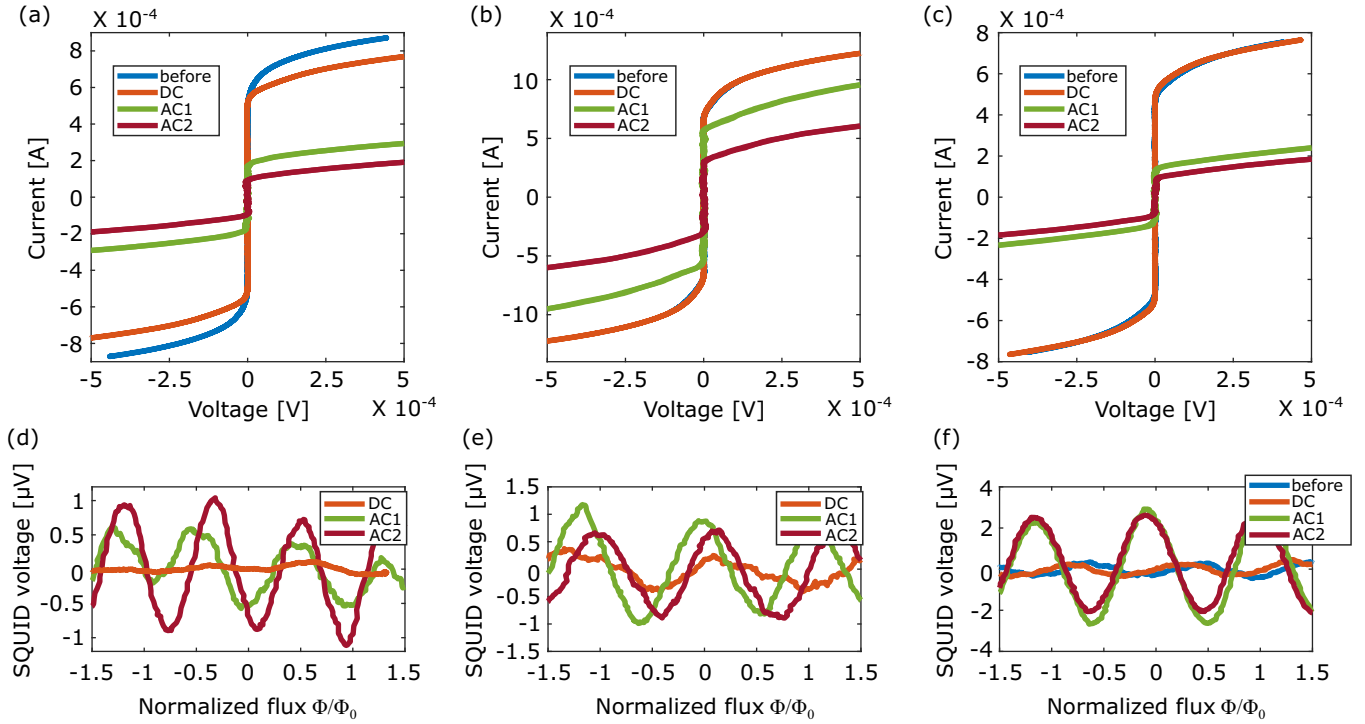 (a)
X 10⁻⁴
Current [A]
8
6
4
2
0
-2
-4
-6
-8
before
DC
AC1
AC2
-5
-2.5
0
2.5
5
Voltage [V]
X 10⁻⁴
(b)
X 10⁻⁴
Current [A]
10
5
0
-5
-10
before
DC
AC1
AC2
-5
-2.5
0
2.5
5
Voltage [V]
X 10⁻⁴
(c)
X 10⁻⁴
Current [A]
8
6
4
2
0
-2
-4
-6
-8
before
DC
AC1
AC2
-5
-2.5
0
2.5
5
Voltage [V]
X 10⁻⁴
(d)
SQUID voltage [µV]
1
0.5
0
-0.5
-1
DC
AC1
AC2
-1.5
-1
-0.5
0
0.5
1
1.5
Normalized flux Φ/Φ₀
(e)
SQUID voltage [µV]
1.5
1
0.5
0
-0.5
-1
-1.5
DC
AC1
AC2
-1.5
-1
-0.5
0
0.5
1
1.5
Normalized flux Φ/Φ₀
(f)
SQUID voltage [µV]
4
2
0
-2
-4
before
DC
AC1
AC2
-1.5
-1
-0.5
0
0.5
1
1.5
Normalized flux Φ/Φ₀